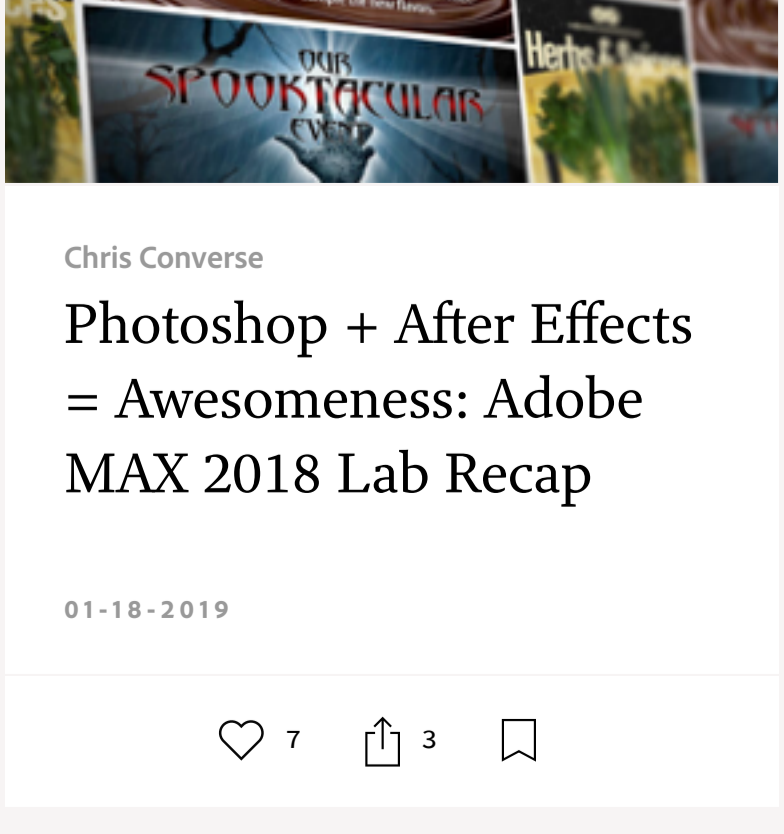 OUR
SPOOKTACULAR
EVENT
Herbs & Spices
Chris Converse
Photoshop + After Effects
= Awesomeness: Adobe
MAX 2018 Lab Recap
01-18-2019
7
3